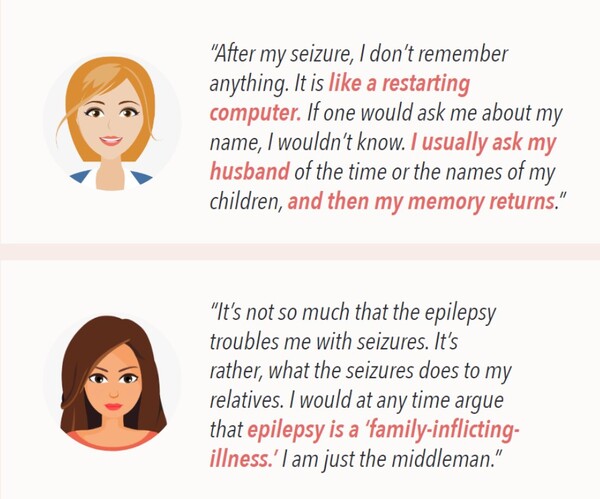 “After my seizure, I don’t remember
anything. It is like a restarting
computer. If one would ask me about my
name, I wouldn’t know. I usually ask my
husband of the time or the names of my
children, and then my memory returns.”
“It’s not so much that the epilepsy
troubles me with seizures. It’s
rather, what the seizures does to my
relatives. I would at any time argue
that epilepsy is a ‘family-inflicting-
illness.’ I am just the middleman.”